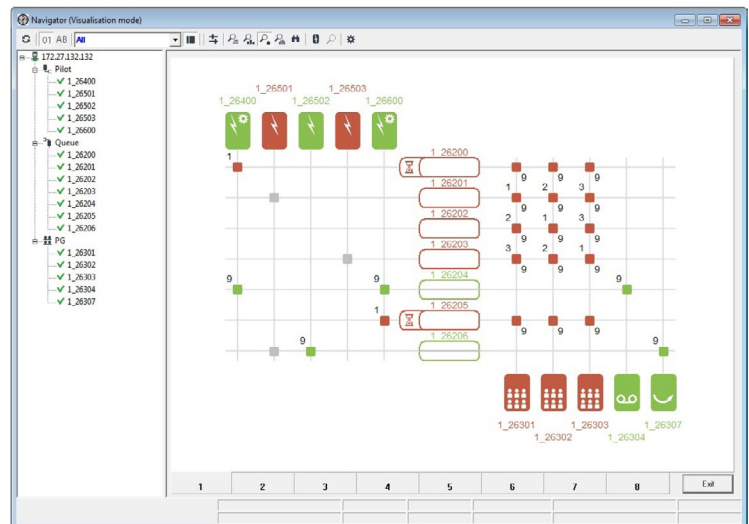 Navigator (Visualisation mode)
01 AB All
172.27.132.132
Pilot
1_26400
1_26501
1_26502
1_26503
1_26600
Queue
1_26200
1_26201
1_26202
1_26203
1_26204
1_26205
1_26206
PG
1_26301
1_26302
1_26303
1_26304
1_26307
1_26501 1_26503
1_26400 1_26502 1_26600
1 1_26200
9 9 9
1_26201 1 2 3
9 9 9
1_26202 2 1 3
9 9 9
1_26203 3 2 1
9 9 9
9 9 1_26204 9
1 1_26205
9 9 9
9 1_26206 9
1_26301 1_26303 1_26307
1_26302 1_26304
1 2 3 4 5 6 7 8 Exit